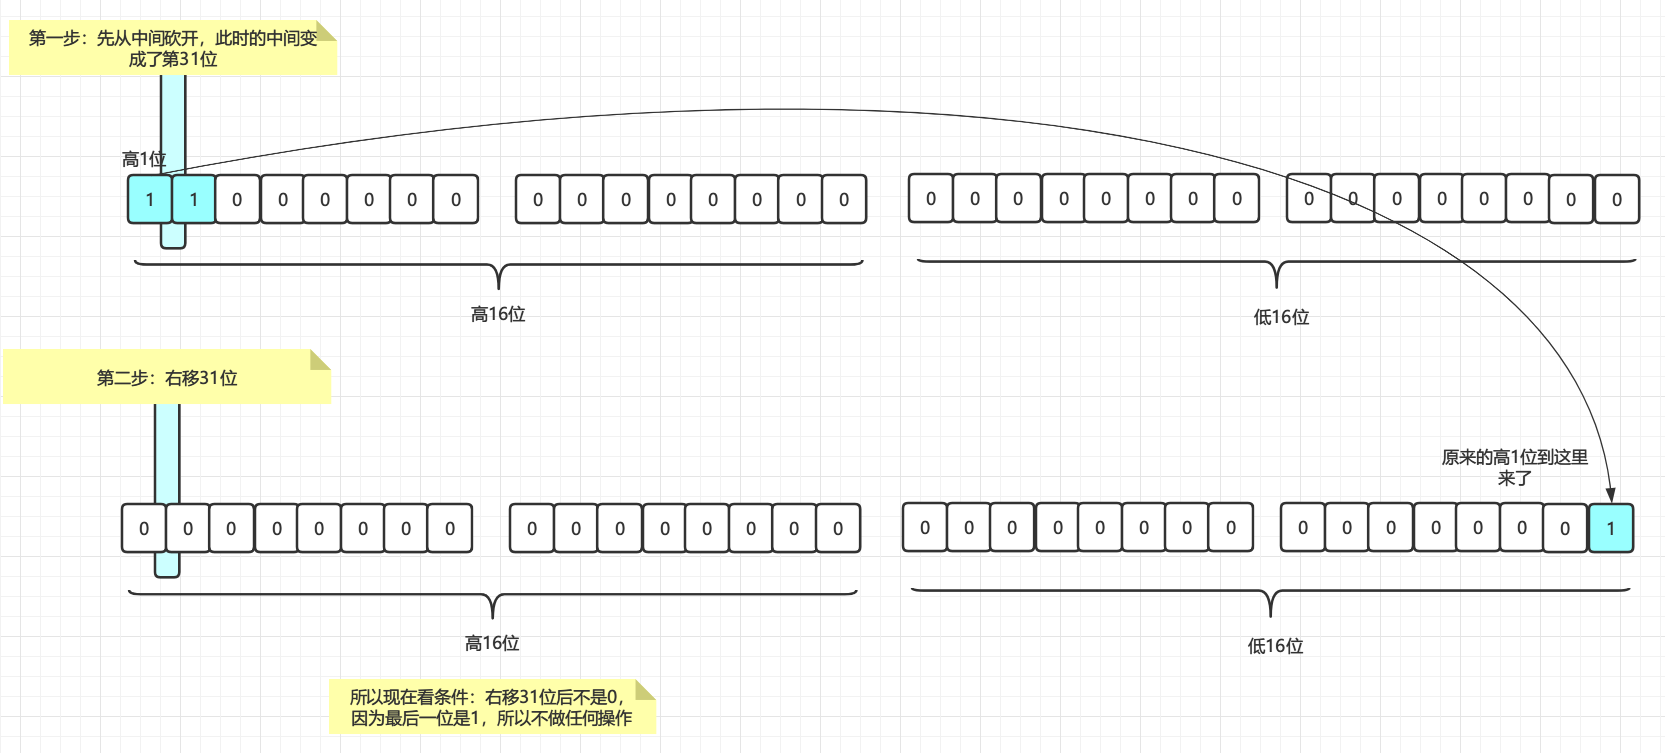 第一步：先从中间砍开，此时的中间变
成了第31位
高1位
1 1 0 0 0 0 0 0 0 0 0 0 0 0 0 0 0 0 0 0 0 0 0 0 0 0 0 0 0 0 0 0
高16位 低16位
第二步：右移31位
原来的高1位到这里
来了
0 0 0 0 0 0 0 0 0 0 0 0 0 0 0 0 0 0 0 0 0 0 0 0 0 0 0 0 0 0 0 1
高16位 低16位
所以现在看条件：右移31位后不是0，
因为最后一位是1，所以不做任何操作